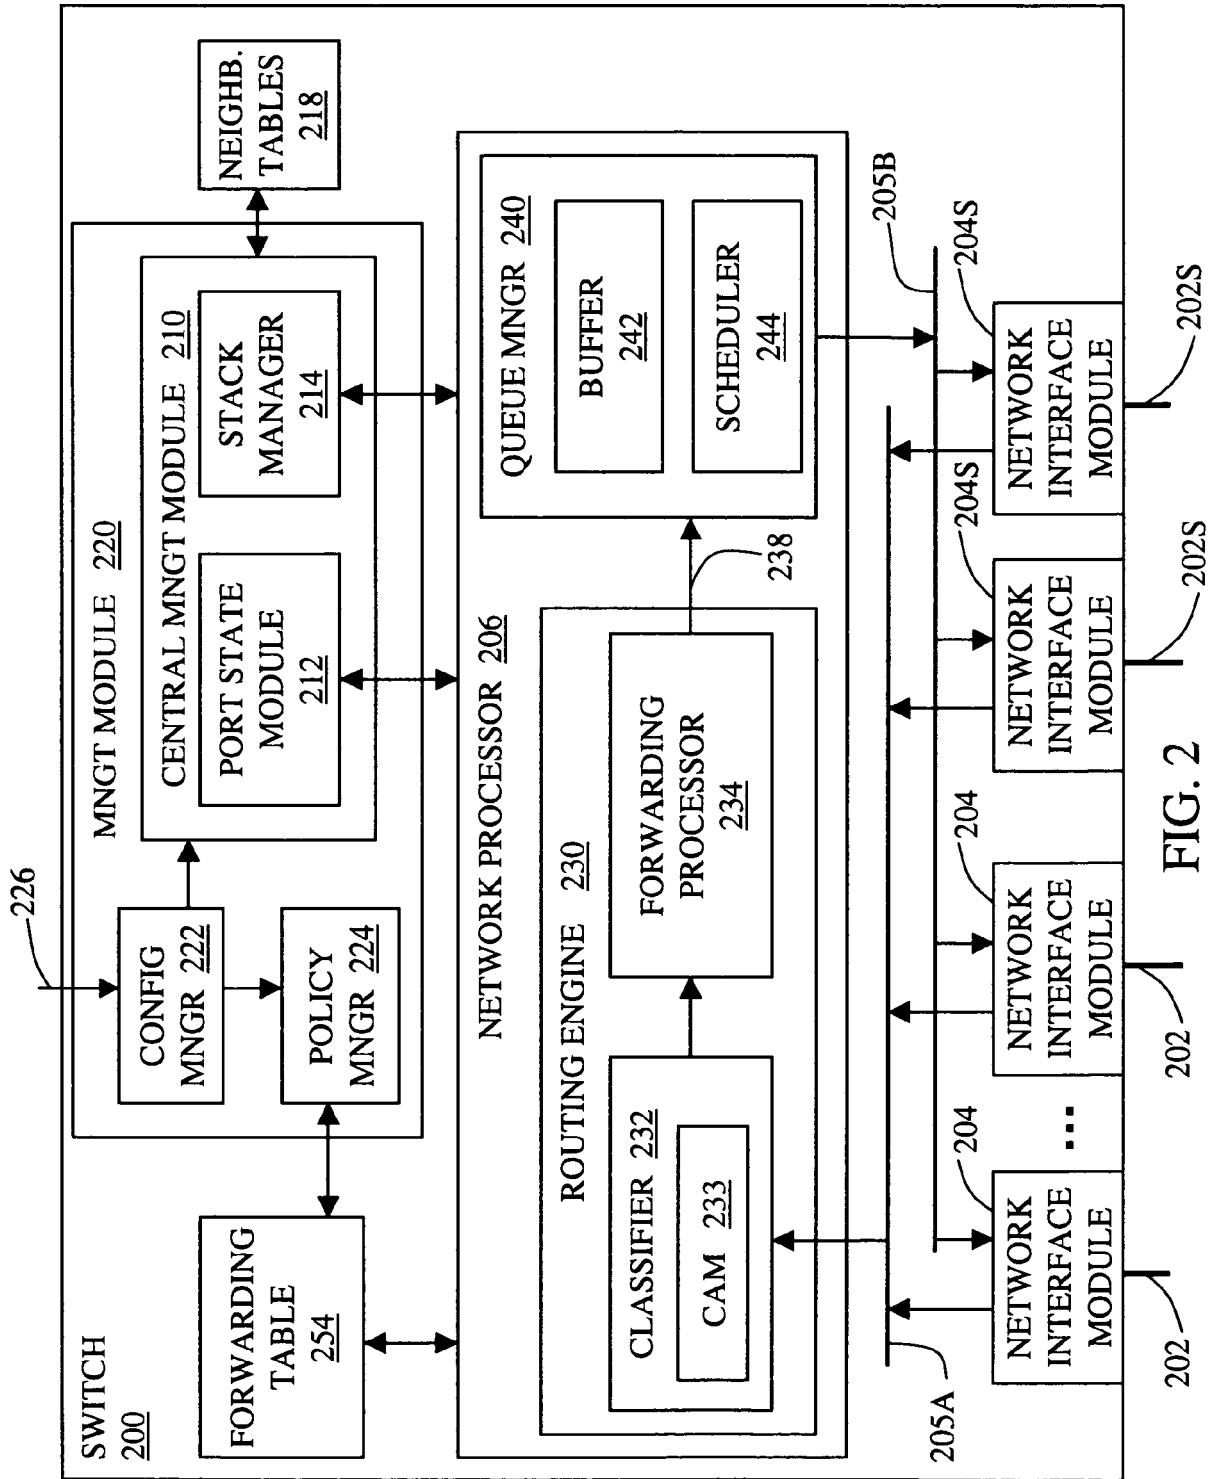 SWITCH
200
FORWARDING
TABLE
254
226
CONFIG
MNGR 222
POLICY
MNGR 224
MNGT MODULE 220
CENTRAL MNGT MODULE 210
PORT STATE
MODULE
212
STACK
MANAGER
214
NEIGHB.
TABLES
218
NETWORK PROCESSOR 206
ROUTING ENGINE 230
CLASSIFIER 232
CAM 233
FORWARDING
PROCESSOR
234
238
QUEUE MNGR 240
BUFFER
242
SCHEDULER
244
205A
205B
204
NETWORK
INTERFACE
MODULE
202
...
204
NETWORK
INTERFACE
MODULE
202
204S
NETWORK
INTERFACE
MODULE
202S
204S
NETWORK
INTERFACE
MODULE
202S
FIG. 2